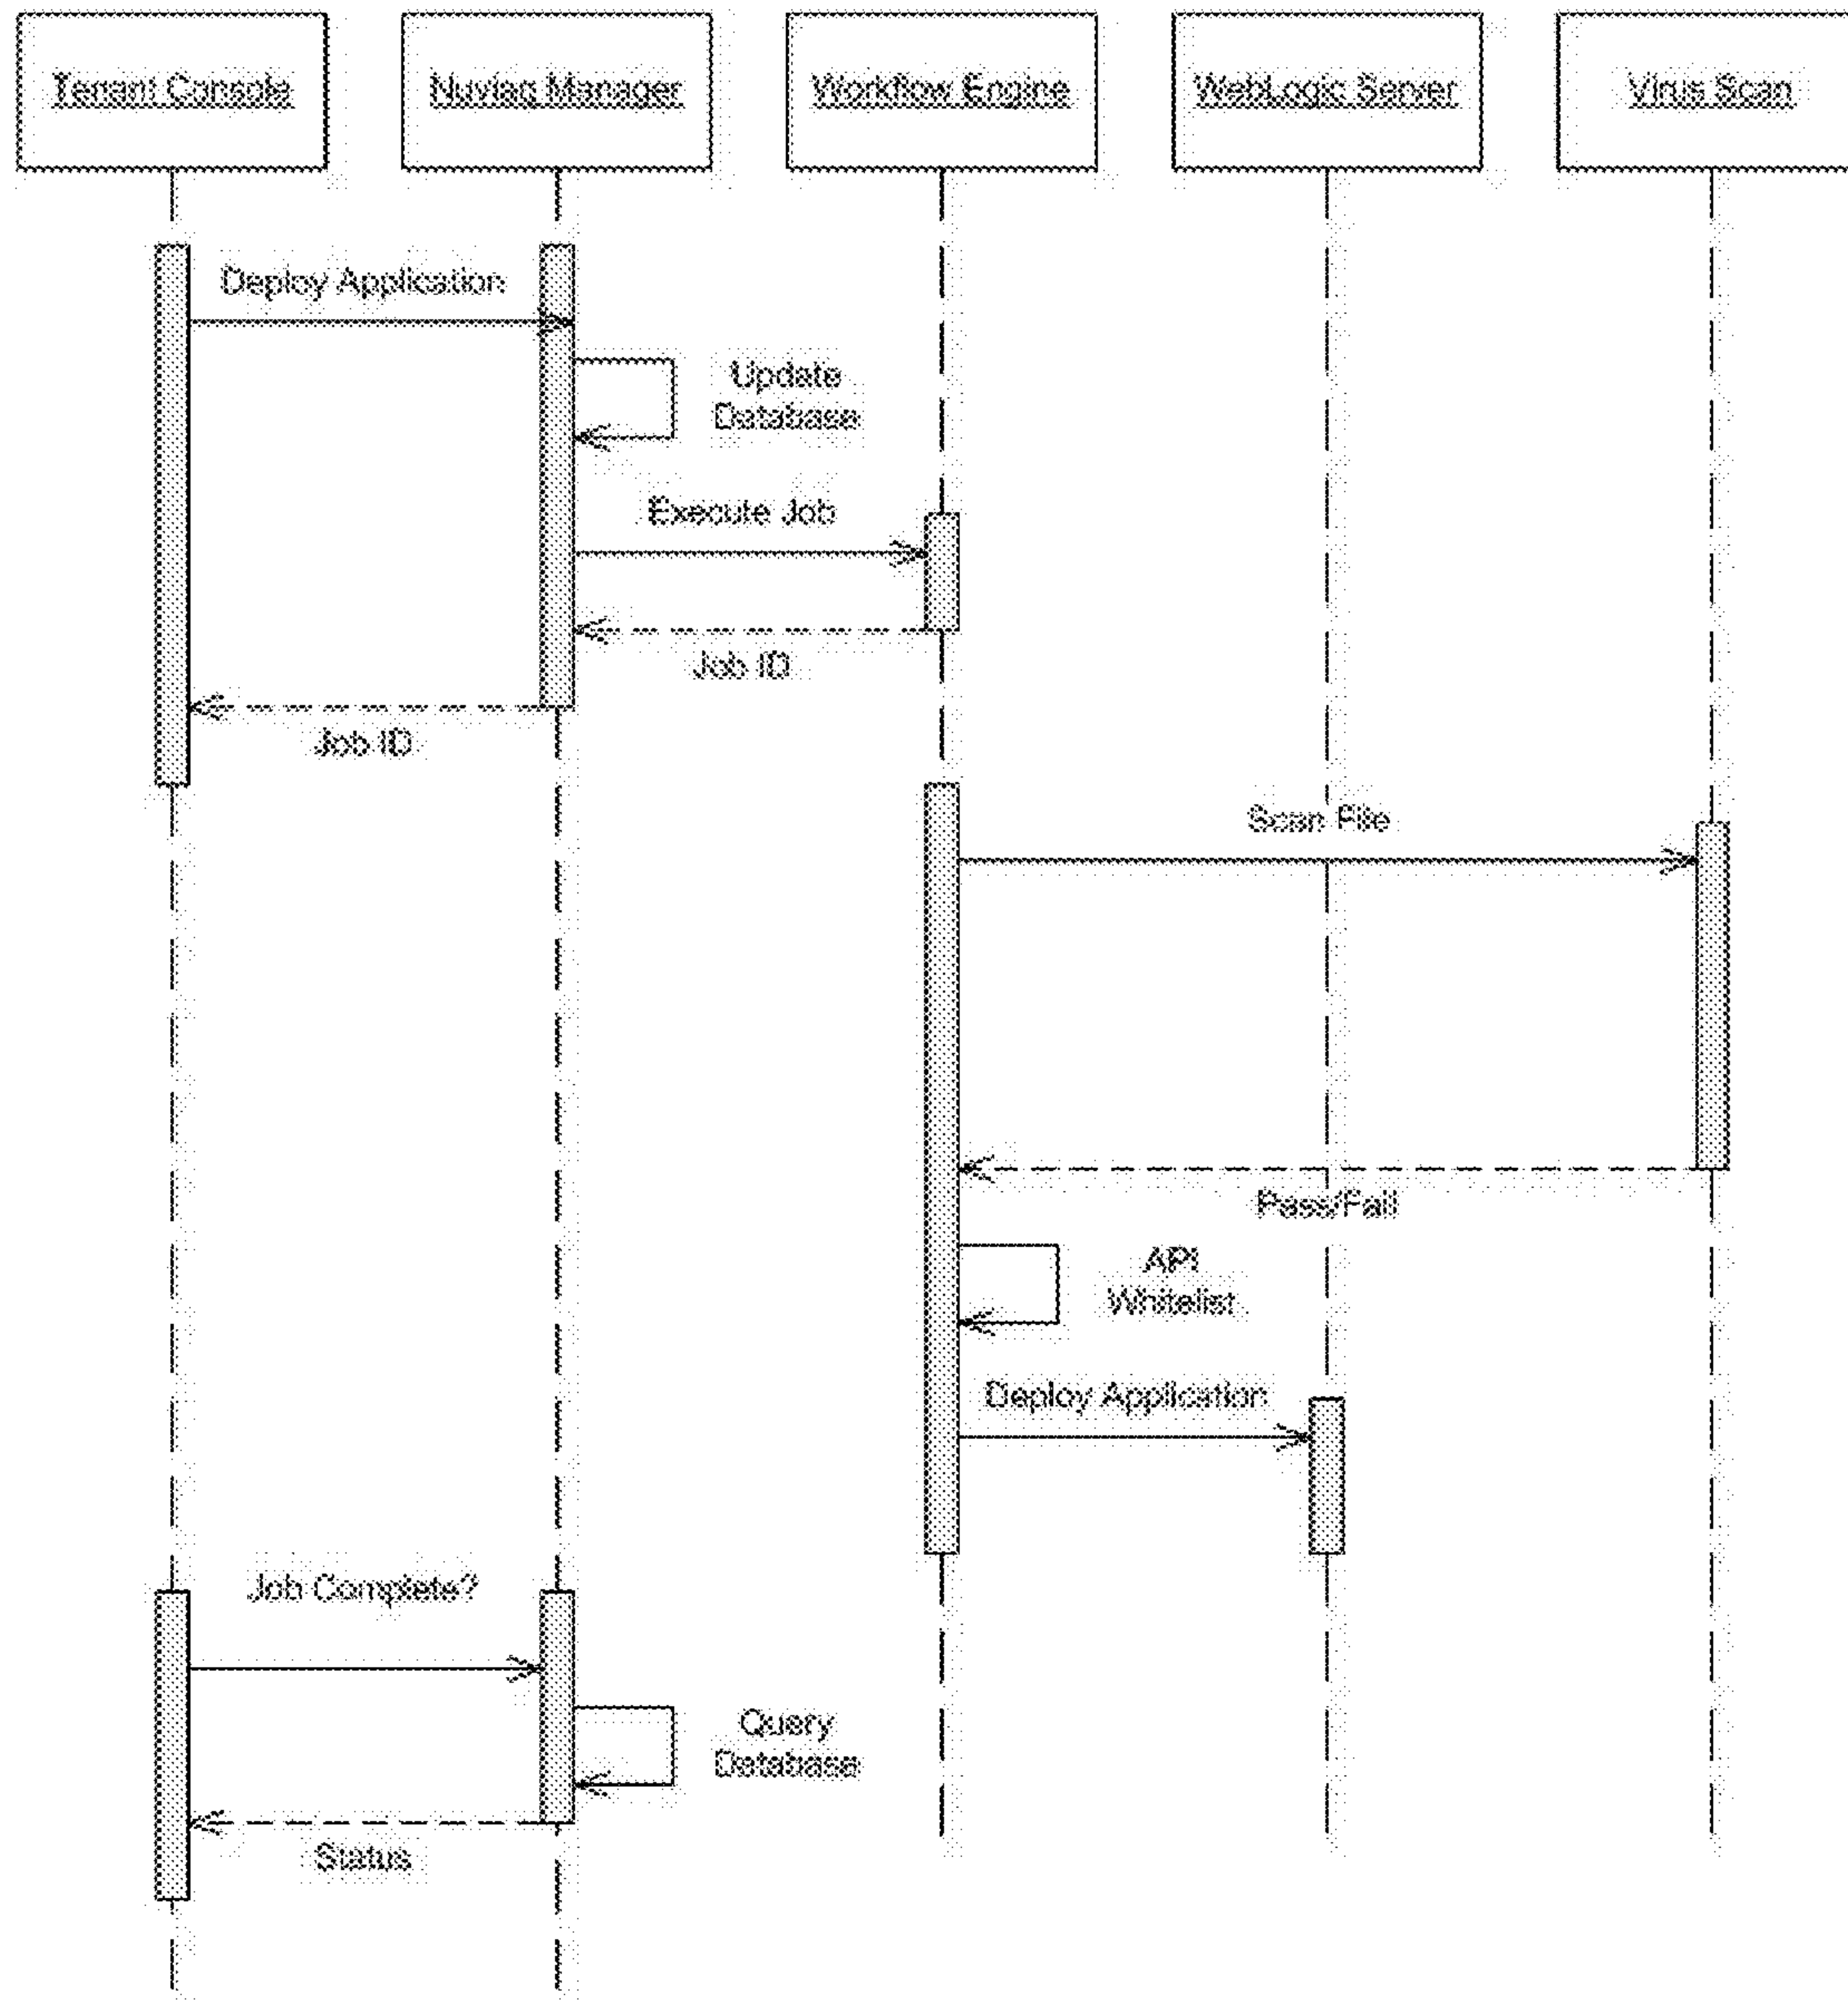 Tenant Console
Nuviaq Manager
Workflow Engine
WebLogic Server
Virus Scan
Deploy Application
Update
Database
Execute Job
Job ID
Job ID
Scan File
Pass/Fail
API
Whitelist
Deploy Application
Job Complete?
Query
Database
Status